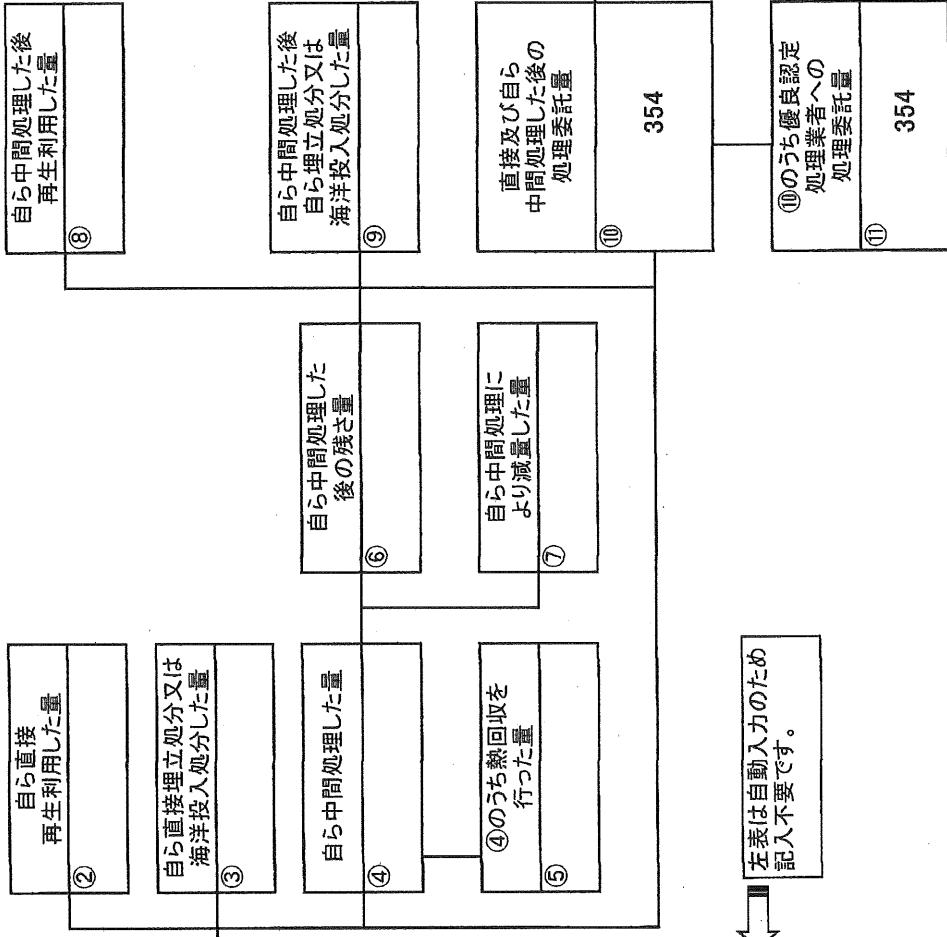 自ら直接
再生利用した量
②
自ら直接埋立処分又は
海洋投入処分した量
③
自ら中間処理した量
④
④のうち熱回収を
行った量
⑤
自ら中間処理した
後の残さ量
⑥
自ら中間処理に
より減量した量
⑦
自ら中間処理した後
再生利用した量
⑧
自ら中間処理した後
自ら埋立処分又は
海洋投入処分した量
⑨
直接及び自ら
中間処理した後の
処理委託量
⑩
354
⑩のうち優良認定
処理業者への
処理委託量
⑪
354
左表は自動入力のため
記入不要です。